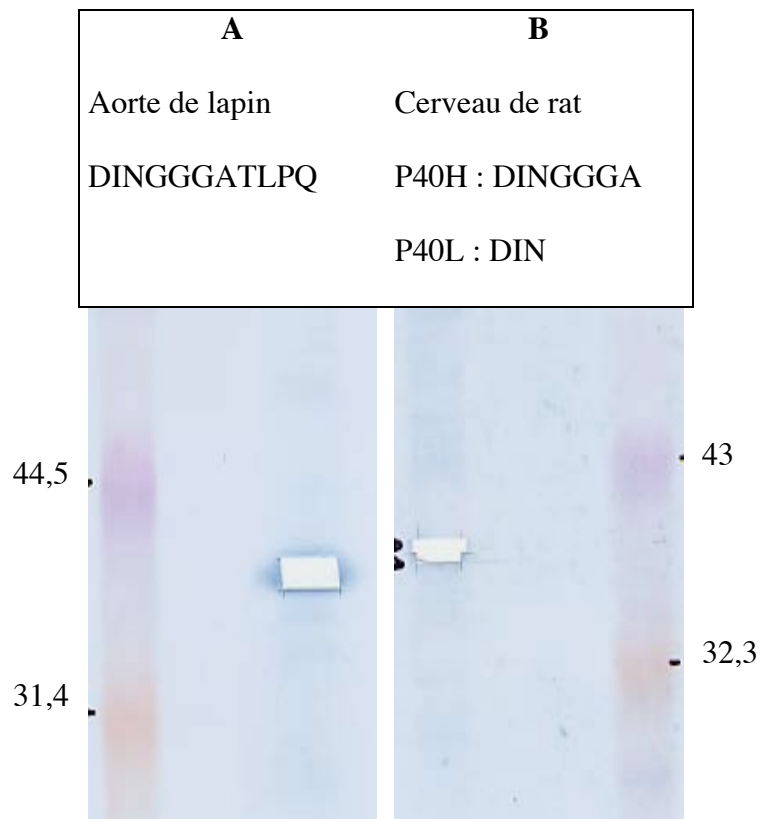 A
B
Aorte de lapin
Cerveau de rat
DINGGGATLPQ
P40H : DINGGGA
P40L : DIN
44,5
43
32,3
31,4